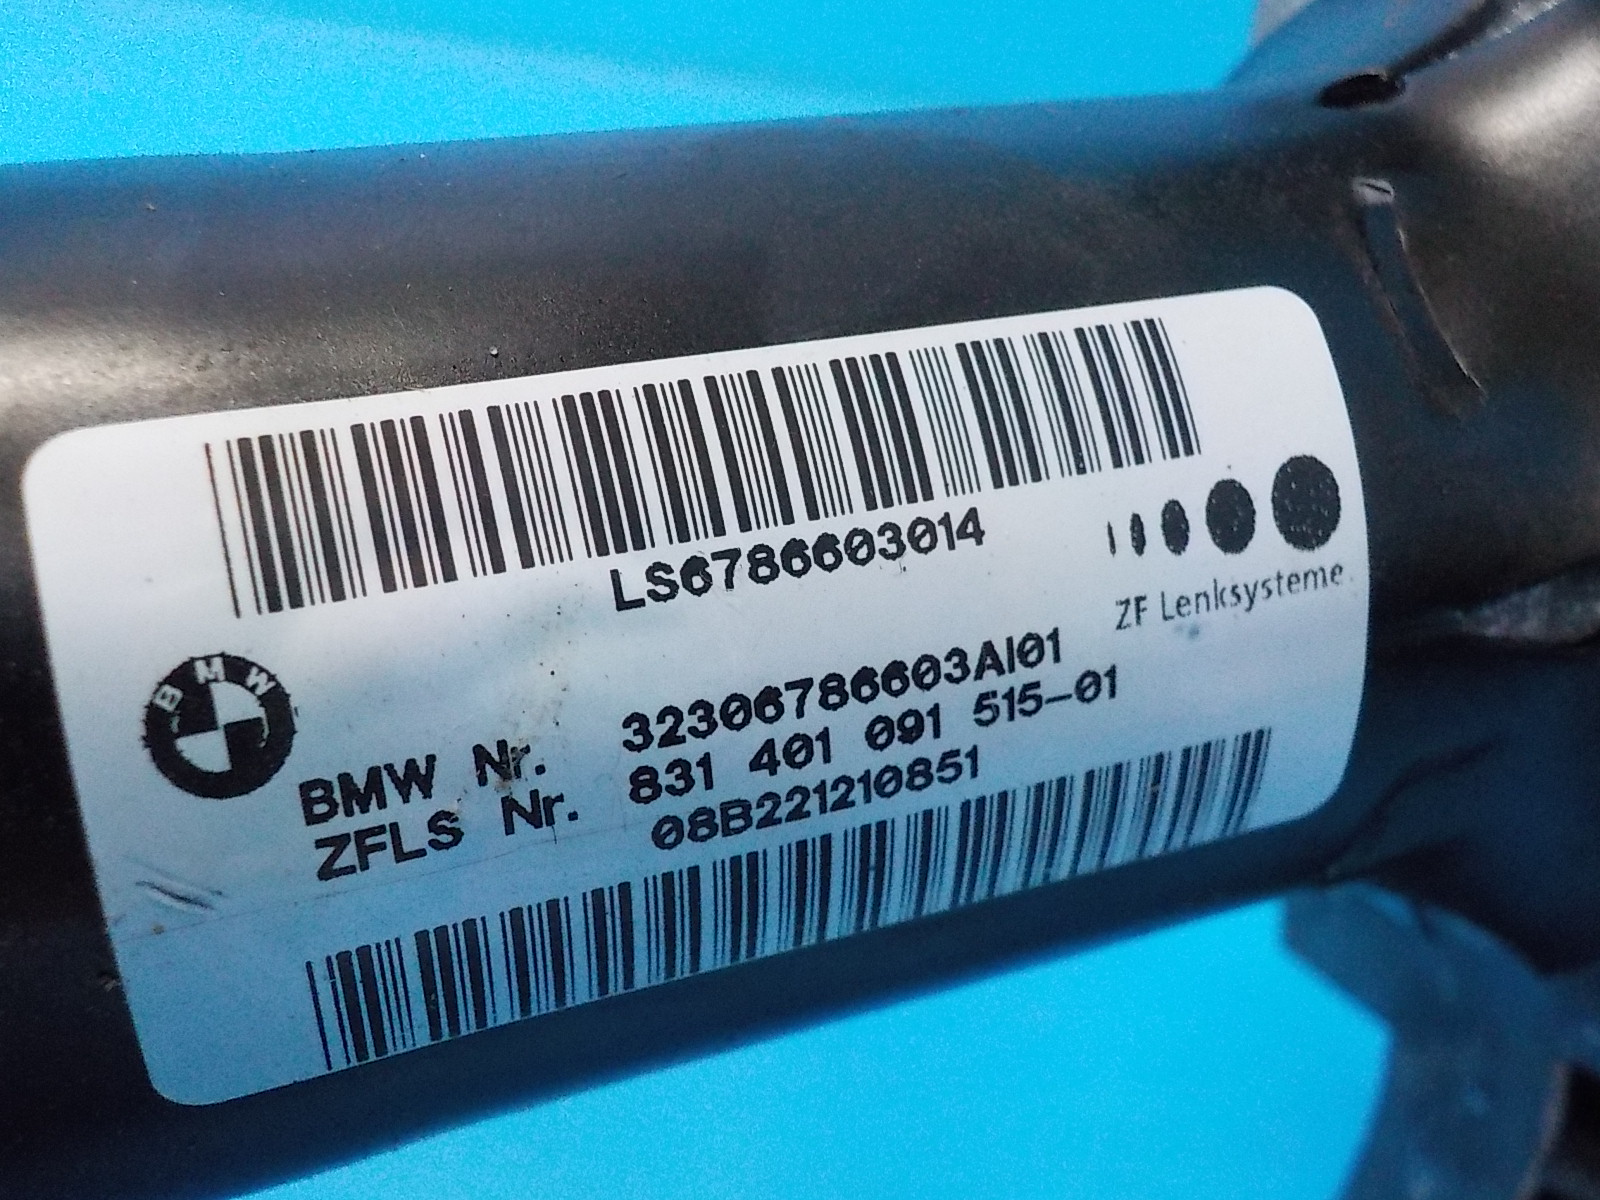 LS6786603014
ZF Lenksysteme
BMW
BMW Nr. 32306786603AI01
ZFLS Nr. 831 401 091 515-01
08B221210851